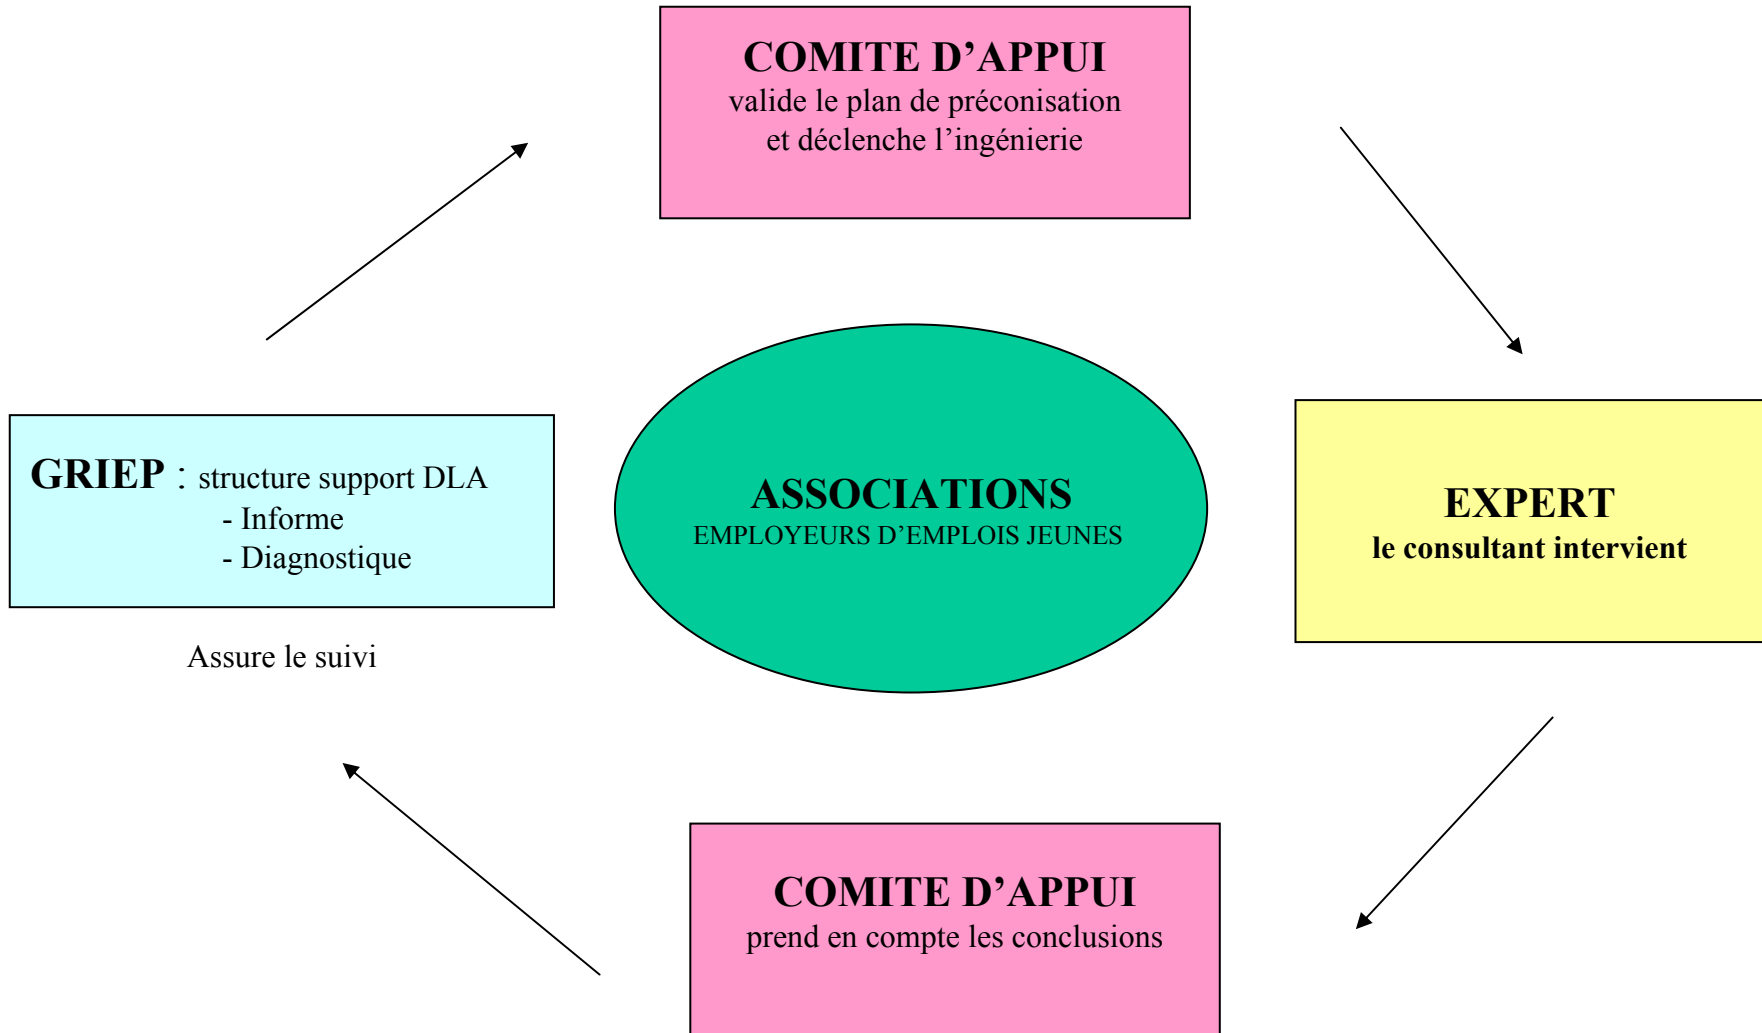 COMITE D’APPUI
valide le plan de préconisation
et déclenche l’ingénierie
GRIEP : structure support DLA
- Informe
- Diagnostique
Assure le suivi
ASSOCIATIONS
EMPLOYEURS D’EMPLOIS JEUNES
EXPERT
le consultant intervient
COMITE D’APPUI
prend en compte les conclusions